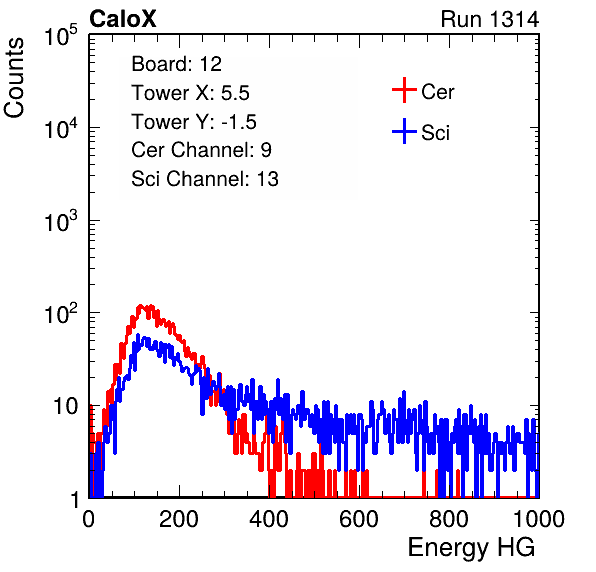 CaloX Run 1314
Counts
10^5
10^4
10^3
10^2
10
1
Board: 12
Tower X: 5.5
Tower Y: -1.5
Cer Channel: 9
Sci Channel: 13
Cer
Sci
0 200 400 600 800 1000
Energy HG